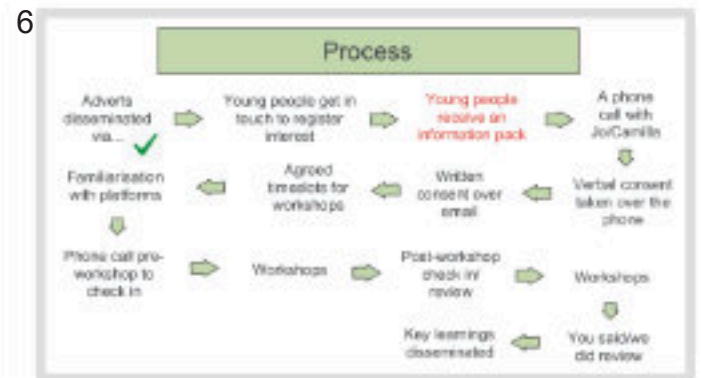 6
Process
Adverts
disseminated
via...
Young people get in
touch to register
interest
Young people
receive an
information pack
A phone
call with
Jo/Camilla
Verbal consent
taken over the
phone
Written
consent over
email
Agreed
timeslots for
workshops
Familiarisation
with platforms
Phone call pre-
workshop to
check in
Workshops
Post-workshop
check in/
review
Workshops
You said/we
did review
Key learnings
disseminated